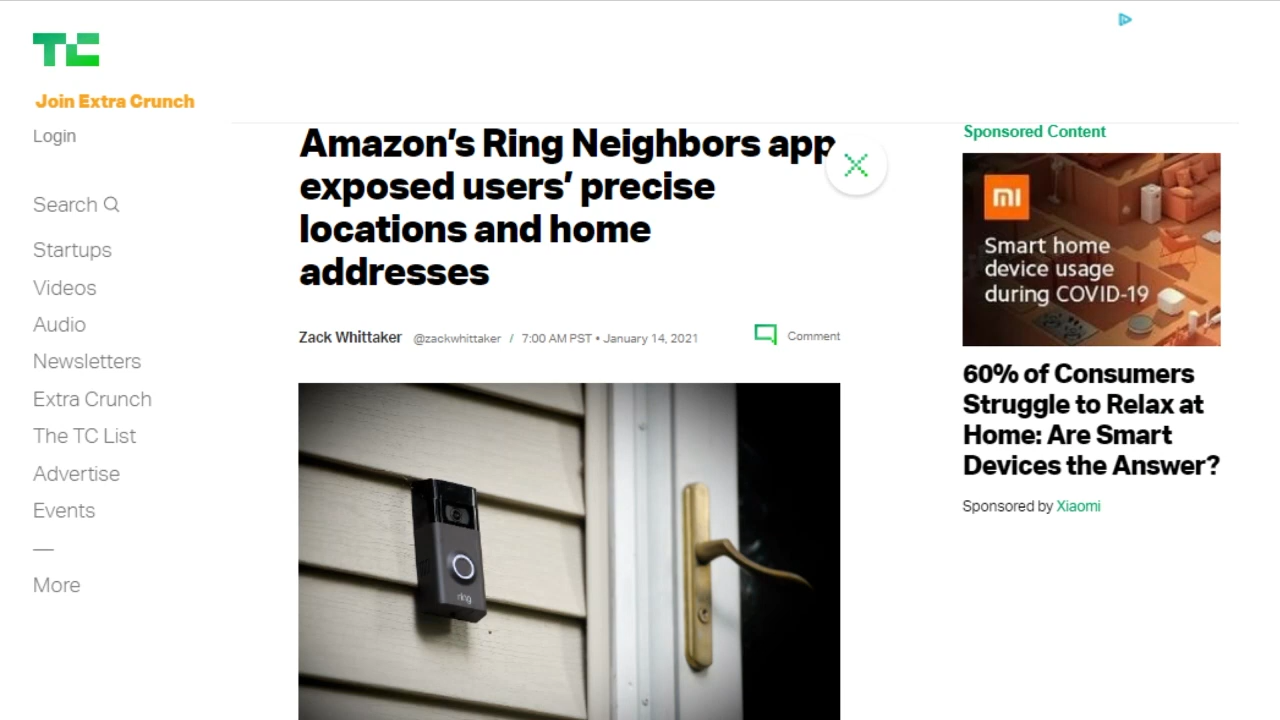 TC
Join Extra Crunch
Login
Search
Startups
Videos
Audio
Newsletters
Extra Crunch
The TC List
Advertise
Events
—
More
Amazon’s Ring Neighbors app
exposed users’ precise
locations and home
addresses
Zack Whittaker @zackwhittaker / 7:00 AM PST • January 14, 2021
Comment
ring
Sponsored Content
mi
Smart home
device usage
during COVID-19
60% of Consumers
Struggle to Relax at
Home: Are Smart
Devices the Answer?
Sponsored by Xiaomi